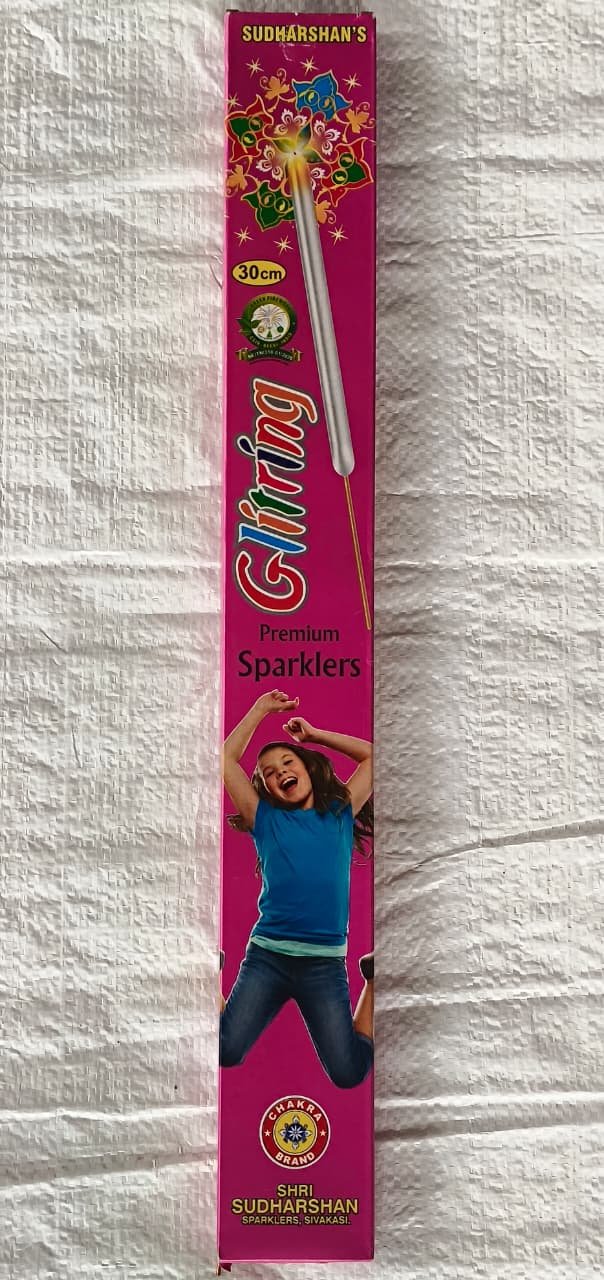 SUDHARSHAN'S
30cm
Glitring
Premium
Sparklers
CHAKRA
BRAND
SHRI
SUDHARSHAN
SPARKLERS, SIVAKASI.